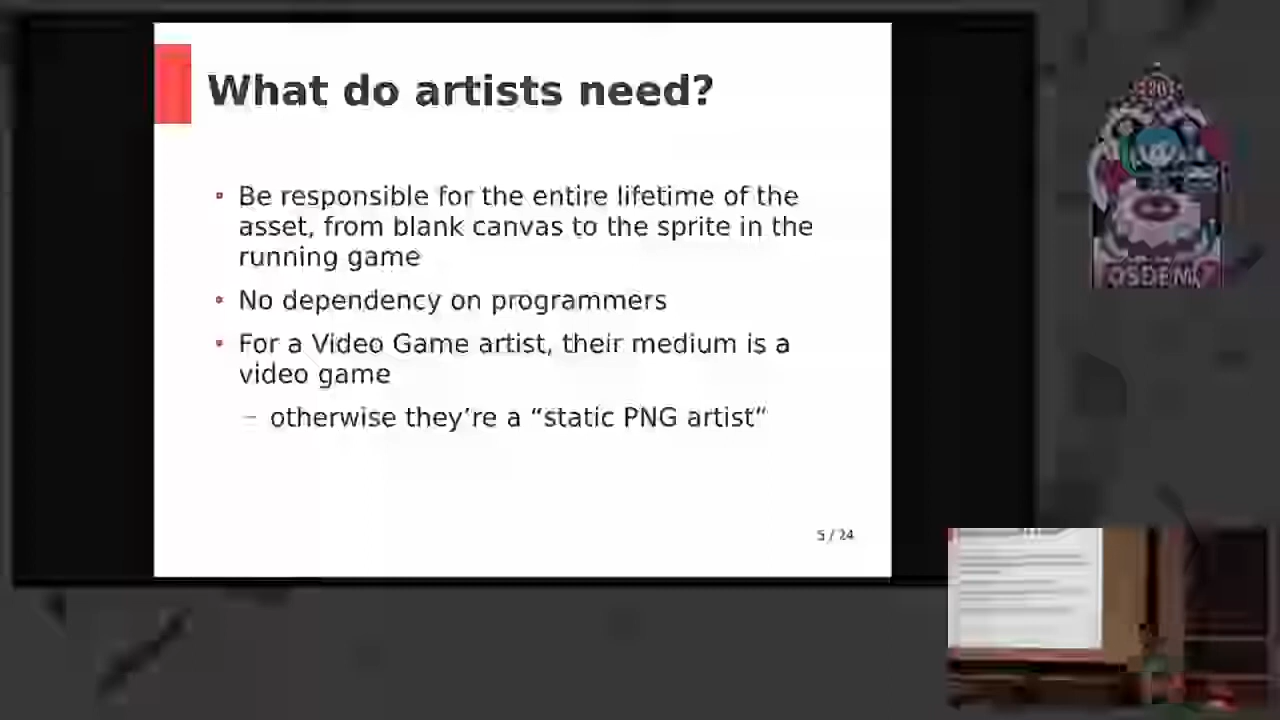 What do artists need?
Be responsible for the entire lifetime of the
asset, from blank canvas to the sprite in the
running game
No dependency on programmers
For a Video Game artist, their medium is a
video game
– otherwise they’re a “static PNG artist“
5 / 24